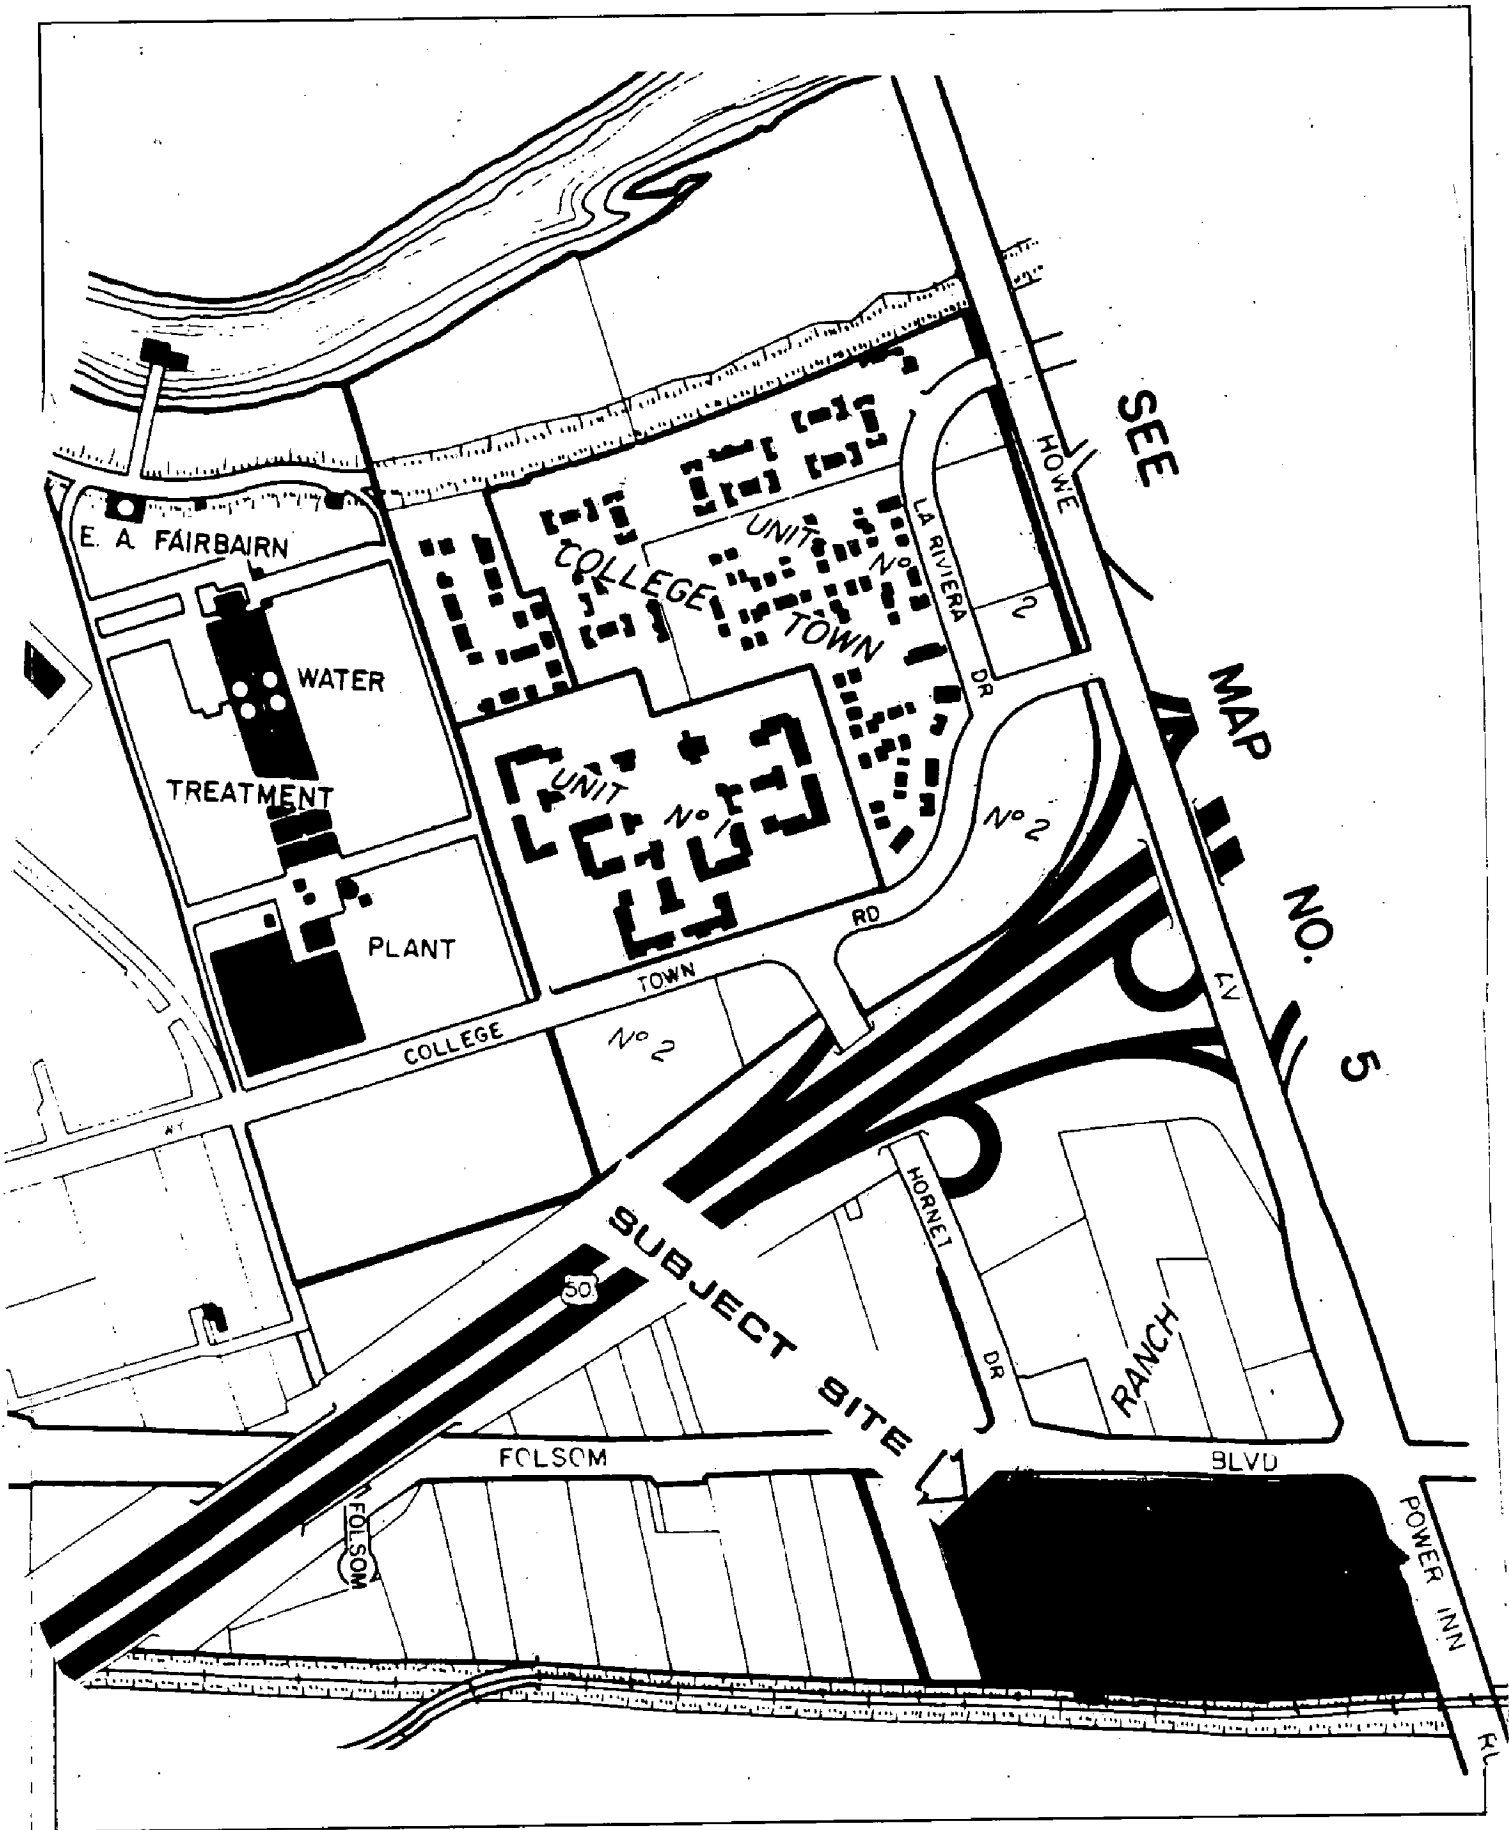 SEE MAP NO. 5
HOWE
AV
E. A. FAIRBAIRN
WATER
TREATMENT
PLANT
COLLEGE
TOWN
UNIT
Nº
2
LA RIVIERA
DR
UNIT
Nº 1
Nº 2
RD
TOWN
COLLEGE
Nº 2
WY
HORNET
DR
SUBJECT SITE
50
RANCH
FOLSOM
BLVD
FOLSOM
POWER INN
RD